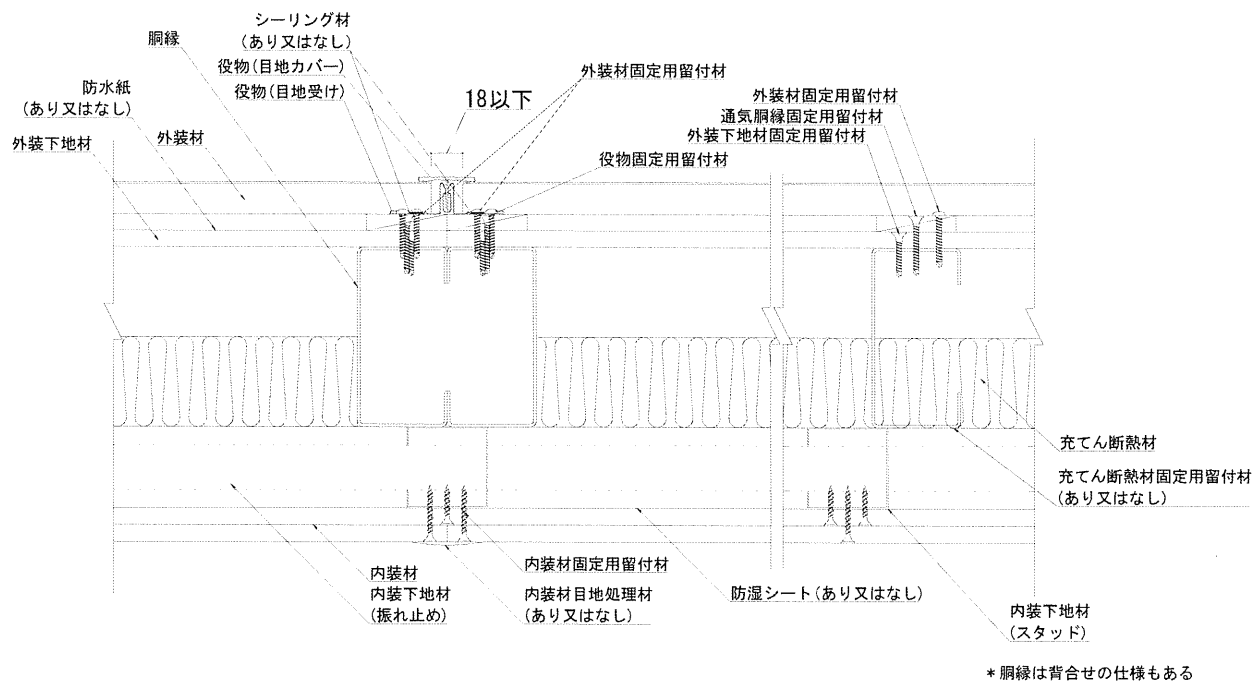 シーリング材
(あり又はなし)
胴縁
役物(目地カバー)
外装材固定用留付材
防水紙
(あり又はなし)
役物(目地受け)
18以下
外装材固定用留付材
通気胴縁固定用留付材
外装下地材固定用留付材
外装下地材
外装材
役物固定用留付材
充てん断熱材
充てん断熱材固定用留付材
(あり又はなし)
内装材
内装下地材
(振れ止め)
内装材固定用留付材
内装材目地処理材
(あり又はなし)
防湿シート(あり又はなし)
内装下地材
(スタッド)
*胴縁は背合せの仕様もある